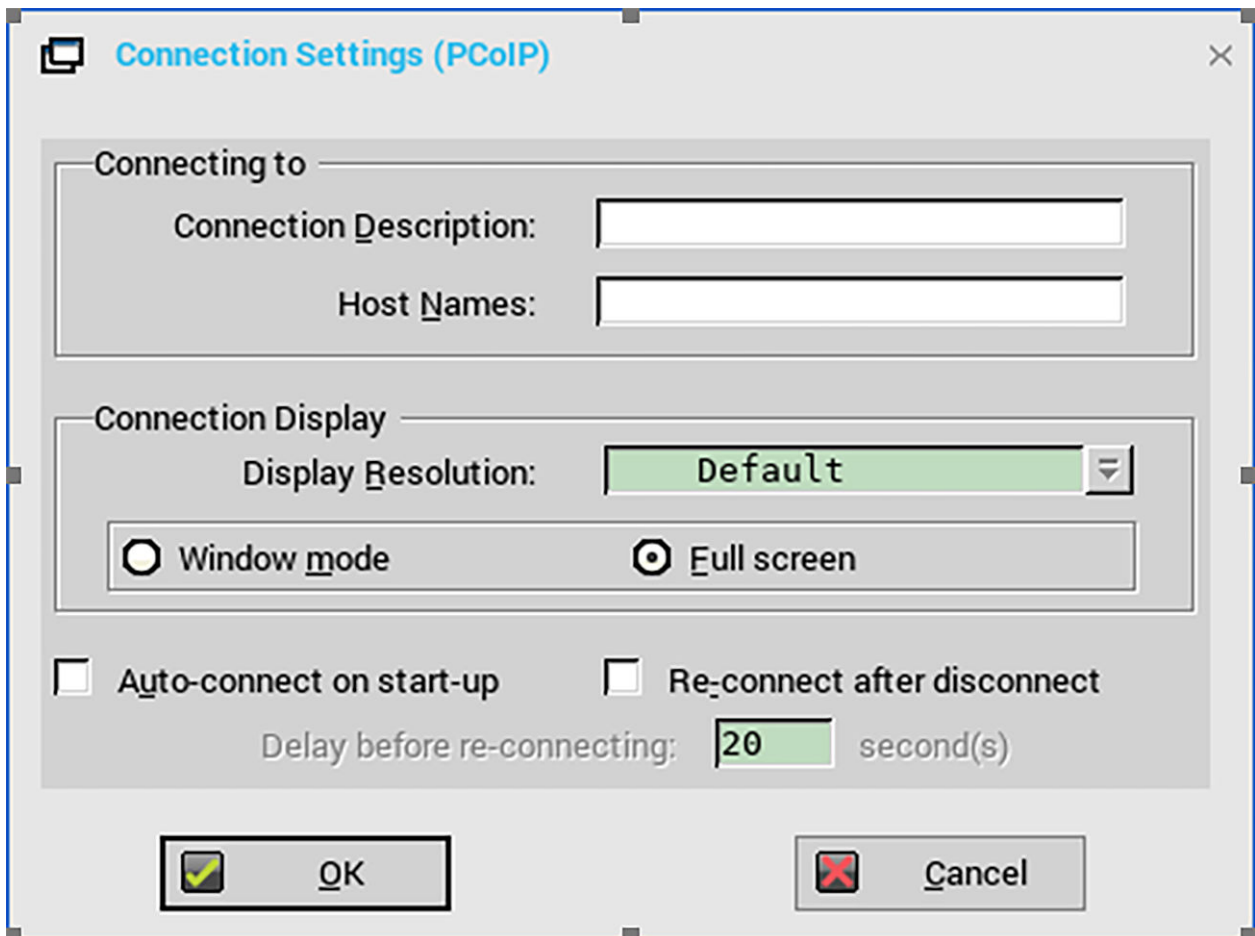 Connection Settings (PCoIP)
Connecting to
Connection Description:
Host Names:
Connection Display
Display Resolution: Default
Window mode Full screen
Auto-connect on start-up Re-connect after disconnect
Delay before re-connecting: 20 second(s)
OK Cancel